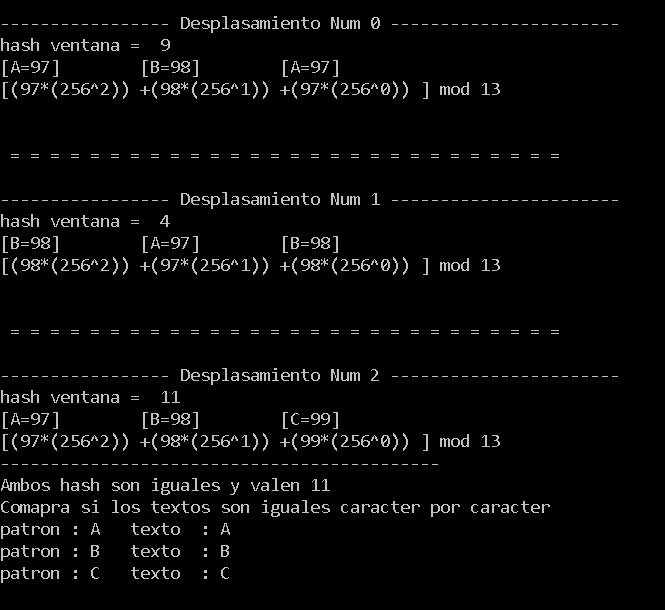 ----------------- Desplasamiento Num 0 -----------------------
hash ventana =  9
[A=97]        [B=98]        [A=97]
[(97*(256^2)) +(98*(256^1)) +(97*(256^0)) ] mod 13
= = = = = = = = = = = = = = = = = = = = = = = = = = = =
----------------- Desplasamiento Num 1 -----------------------
hash ventana =  4
[B=98]        [A=97]        [B=98]
[(98*(256^2)) +(97*(256^1)) +(98*(256^0)) ] mod 13
= = = = = = = = = = = = = = = = = = = = = = = = = = = =
----------------- Desplasamiento Num 2 -----------------------
hash ventana =  11
[A=97]        [B=98]        [C=99]
[(97*(256^2)) +(98*(256^1)) +(99*(256^0)) ] mod 13
--------------------------------------------
Ambos hash son iguales y valen 11
Comapra si los textos son iguales caracter por caracter
patron : A   texto  : A
patron : B   texto  : B
patron : C   texto  : C